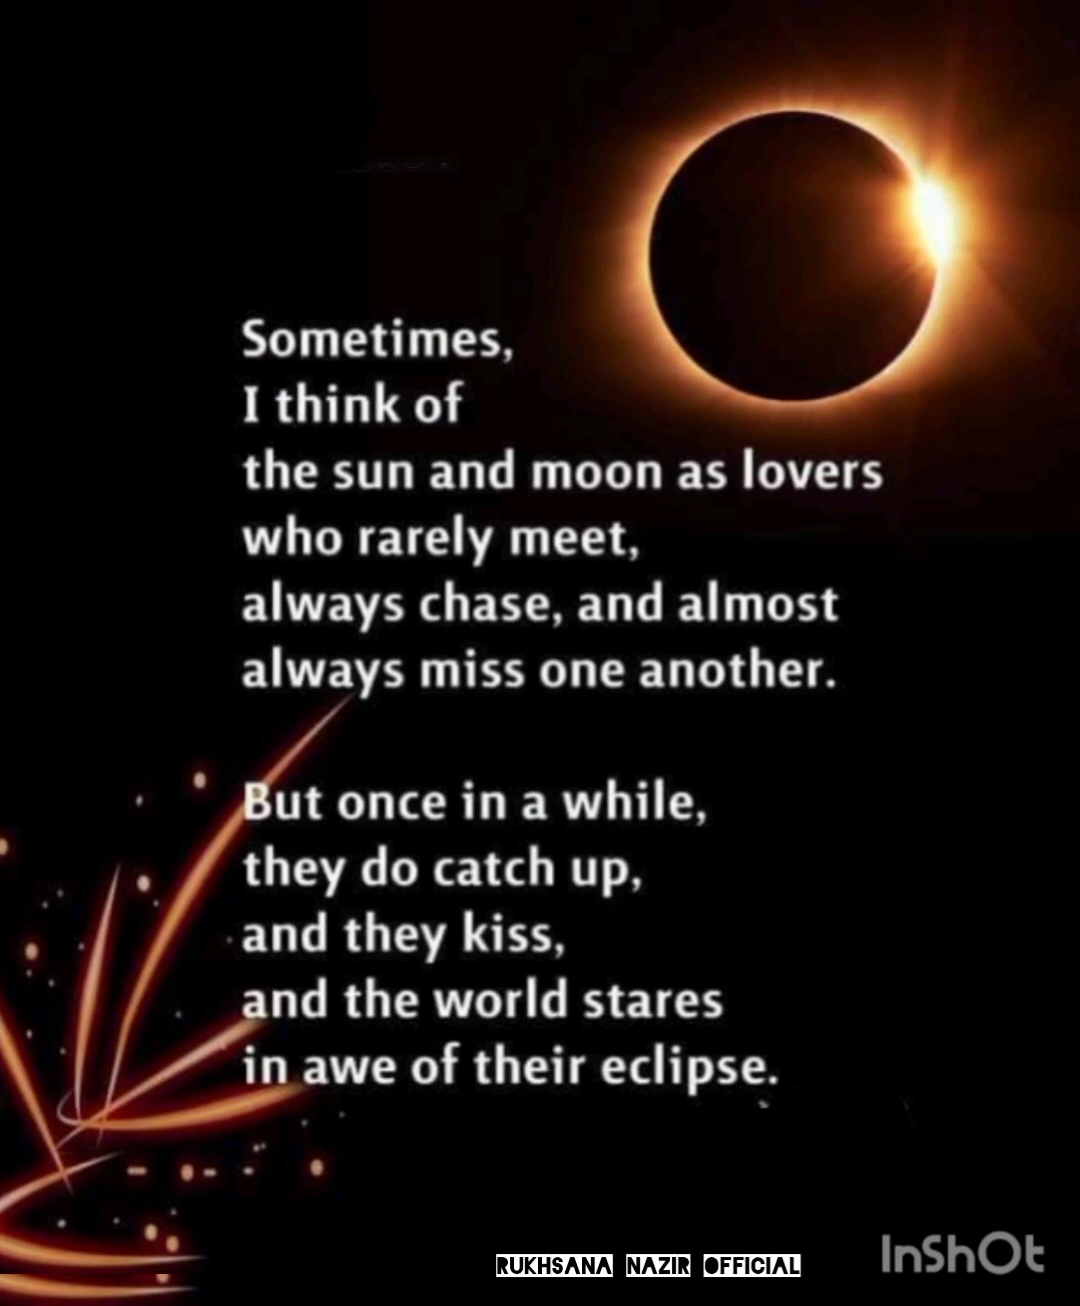 Sometimes,
I think of
the sun and moon as lovers
who rarely meet,
always chase, and almost
always miss one another.
But once in a while,
they do catch up,
and they kiss,
and the world stares
in awe of their eclipse.
RUKHSANA NAZIR OFFICIAL
InShOt